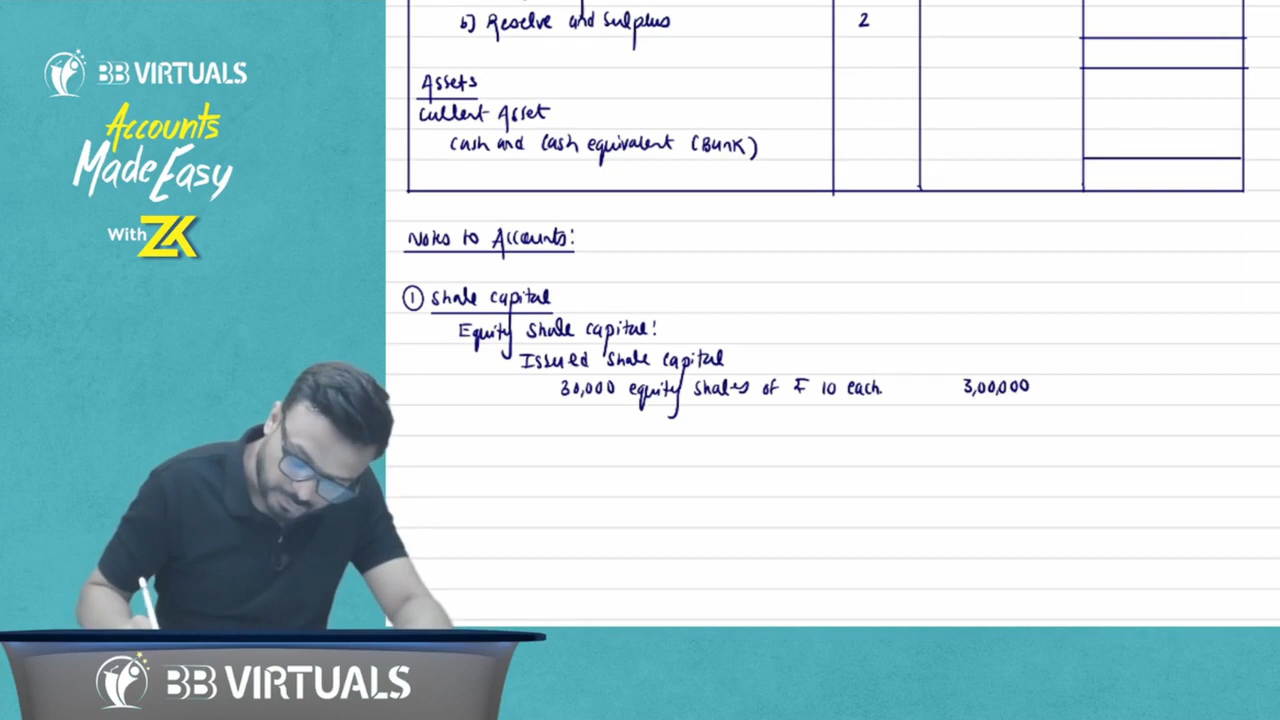 BB VIRTUALS
Accounts
Made Easy
With ZK
b) Reserve and Surplus 2
Assets
Current Asset
Cash and Cash equivalent (Bank)
Notes to Accounts:
① Share capital
Equity Share capital:
Issued Share capital
30,000 equity shares of ₹ 10 each. 3,00,000
BB VIRTUALS